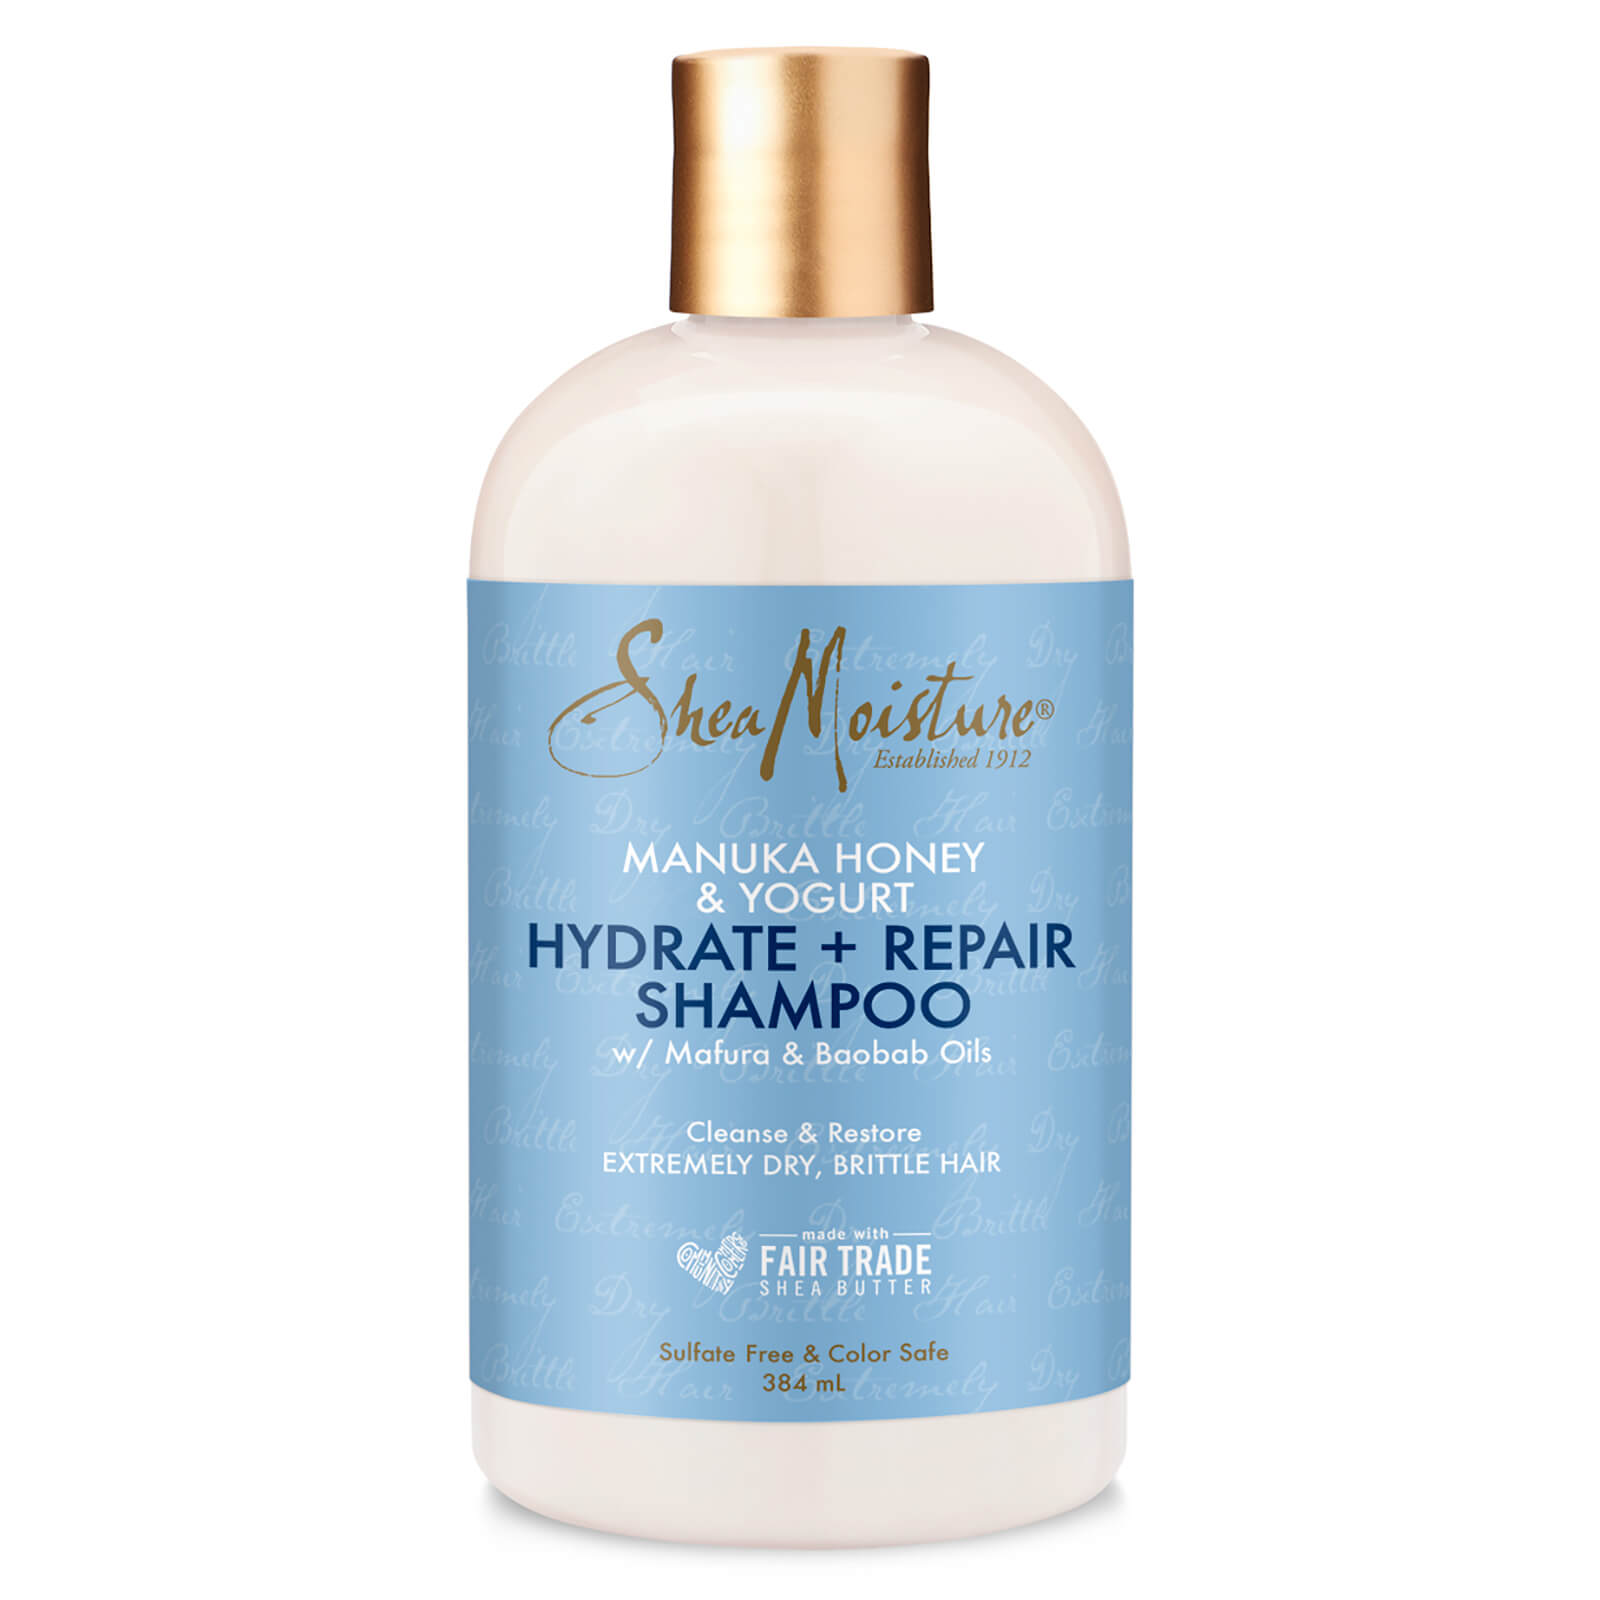 SheaMoisture®
Established 1912
MANUKA HONEY
& YOGURT
HYDRATE + REPAIR
SHAMPOO
w/ Mafura & Baobab Oils
Cleanse & Restore
EXTREMELY DRY, BRITTLE HAIR
made with
FAIR TRADE
SHEA BUTTER
Sulfate Free & Color Safe
384 mL